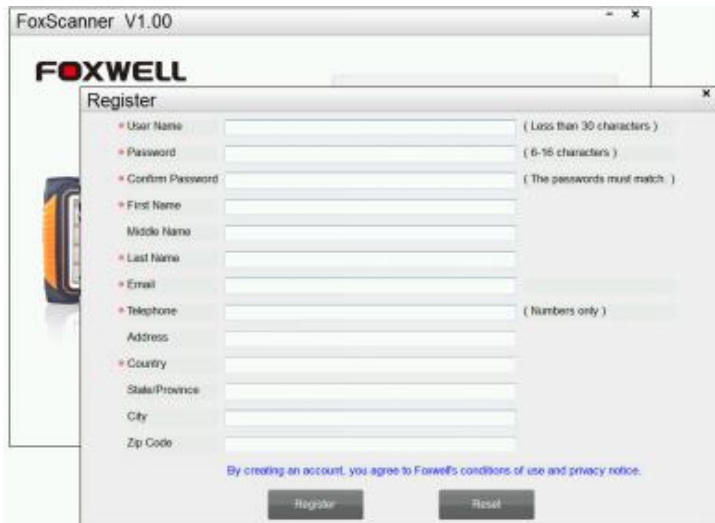 FoxScanner V1.00
FOXWELL
Register
* User Name ( Less than 30 characters )
* Password ( 6-16 characters )
* Confirm Password ( The passwords must match. )
* First Name
Middle Name
* Last Name
* Email
* Telephone ( Numbers only )
Address
* Country
State/Province
City
Zip Code
By creating an account, you agree to Foxwell's conditions of use and privacy notice.
Register Reset